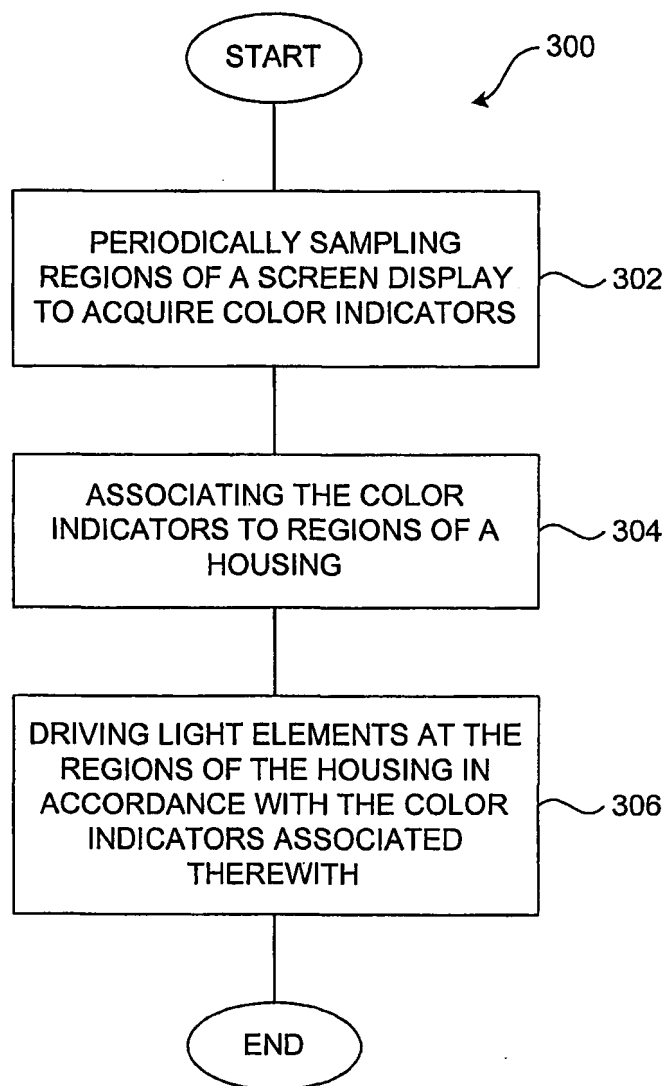 START
300
PERIODICALLY SAMPLING
REGIONS OF A SCREEN DISPLAY
TO ACQUIRE COLOR INDICATORS
302
ASSOCIATING THE COLOR
INDICATORS TO REGIONS OF A
HOUSING
304
DRIVING LIGHT ELEMENTS AT THE
REGIONS OF THE HOUSING IN
ACCORDANCE WITH THE COLOR
INDICATORS ASSOCIATED
THEREWITH
306
END